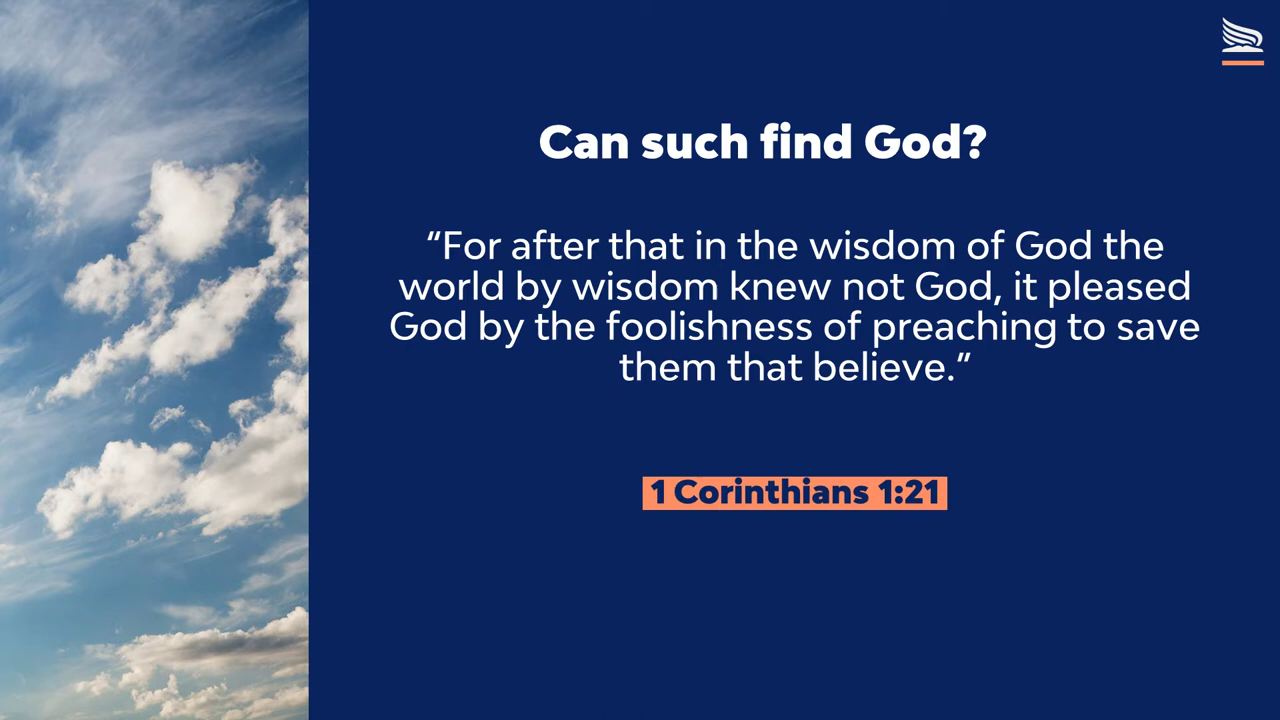 Can such find God?
“For after that in the wisdom of God the
world by wisdom knew not God, it pleased
God by the foolishness of preaching to save
them that believe.”
1 Corinthians 1:21